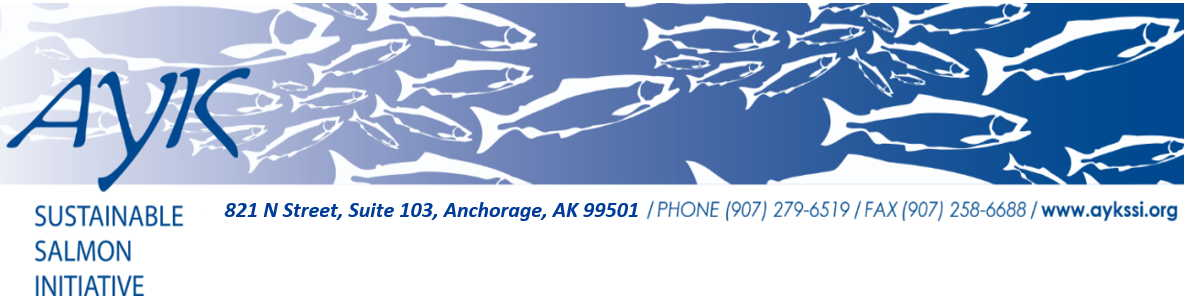 AYK
SUSTAINABLE
SALMON
INITIATIVE
821 N Street, Suite 103, Anchorage, AK 99501 / PHONE (907) 279-6519 / FAX (907) 258-6688 / www.aykssi.org